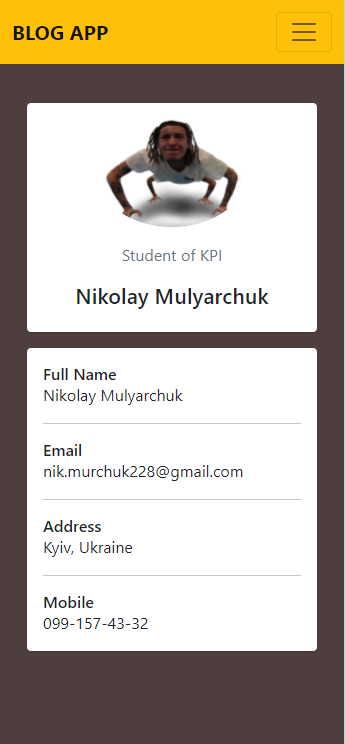 BLOG APP
Student of KPI
Nikolay Mulyarchuk
Full Name
Nikolay Mulyarchuk
Email
nik.murchuk228@gmail.com
Address
Kyiv, Ukraine
Mobile
099-157-43-32